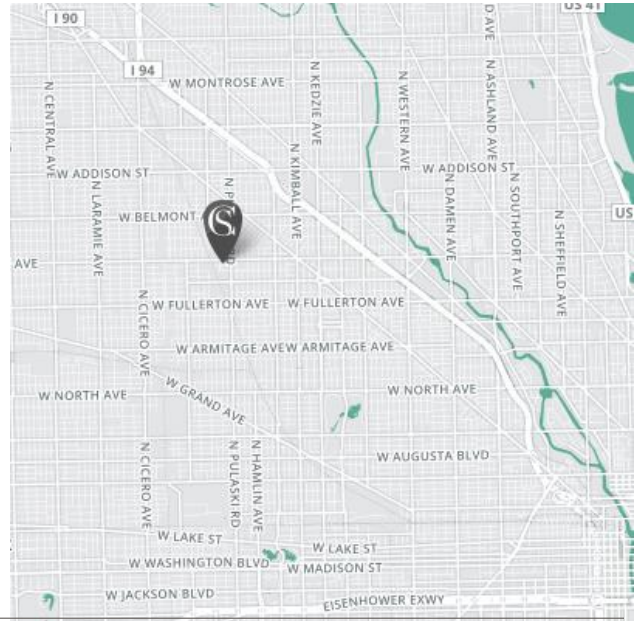 US 41
I 90
D AVE
I 94
W MONTROSE AVE
N KEDZIE AVE
N WESTERN AVE
N ASHLAND AVE
N CENTRAL AVE
W ADDISON ST
W ADDISON ST
N KIMBALL AVE
N LARAMIE AVE
N P
RD
N DAMEN AVE
N SOUTHPORT AVE
N SHEFFIELD AVE
W BELMONT
US
CS
AVE
N CICERO AVE
W FULLERTON AVE
W FULLERTON AVE
W ARMITAGE AVE
W ARMITAGE AVE
W GRAND AVE
W NORTH AVE
W NORTH AVE
N CICERO AVE
N PULASKI RD
N HAMLIN AVE
W AUGUSTA BLVD
W LAKE ST
W LAKE ST
W WASHINGTON BLVD
W MADISON ST
W JACKSON BLVD
EISENHOWER EXWY